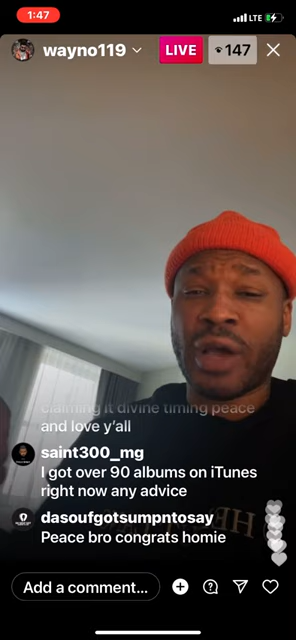 1:47
LTE
wayno119
LIVE
147
claiming it divine timing peace
and love y'all
saint300_mg
I got over 90 albums on iTunes
right now any advice
dasoufgotsumpntosay
Peace bro congrats homie
Add a comment...